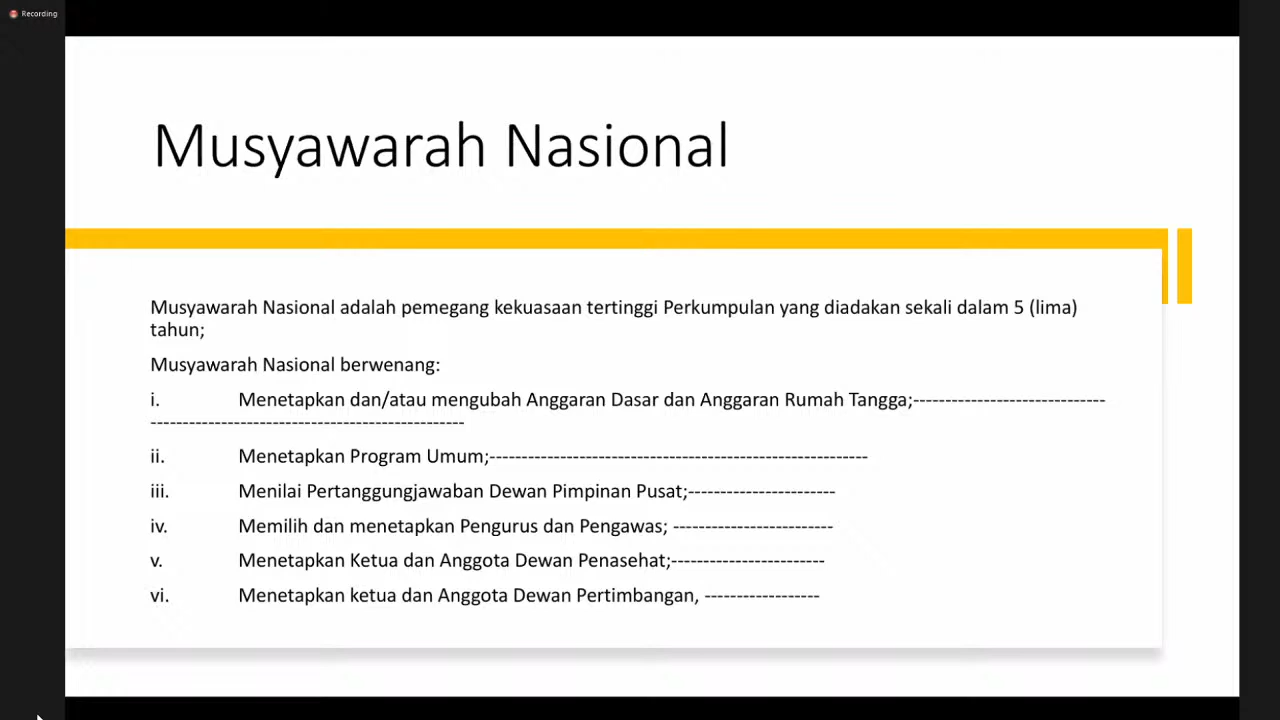 Recording
Musyawarah Nasional
Musyawarah Nasional adalah pemegang kekuasaan tertinggi Perkumpulan yang diadakan sekali dalam 5 (lima)
tahun;
Musyawarah Nasional berwenang:
i. Menetapkan dan/atau mengubah Anggaran Dasar dan Anggaran Rumah Tangga;------------------------------
-------------------------------------------------
ii. Menetapkan Program Umum;-----------------------------------------------------------
iii. Menilai Pertanggungjawaban Dewan Pimpinan Pusat;-----------------------
iv. Memilih dan menetapkan Pengurus dan Pengawas; -------------------------
v. Menetapkan Ketua dan Anggota Dewan Penasehat;------------------------
vi. Menetapkan ketua dan Anggota Dewan Pertimbangan, ------------------